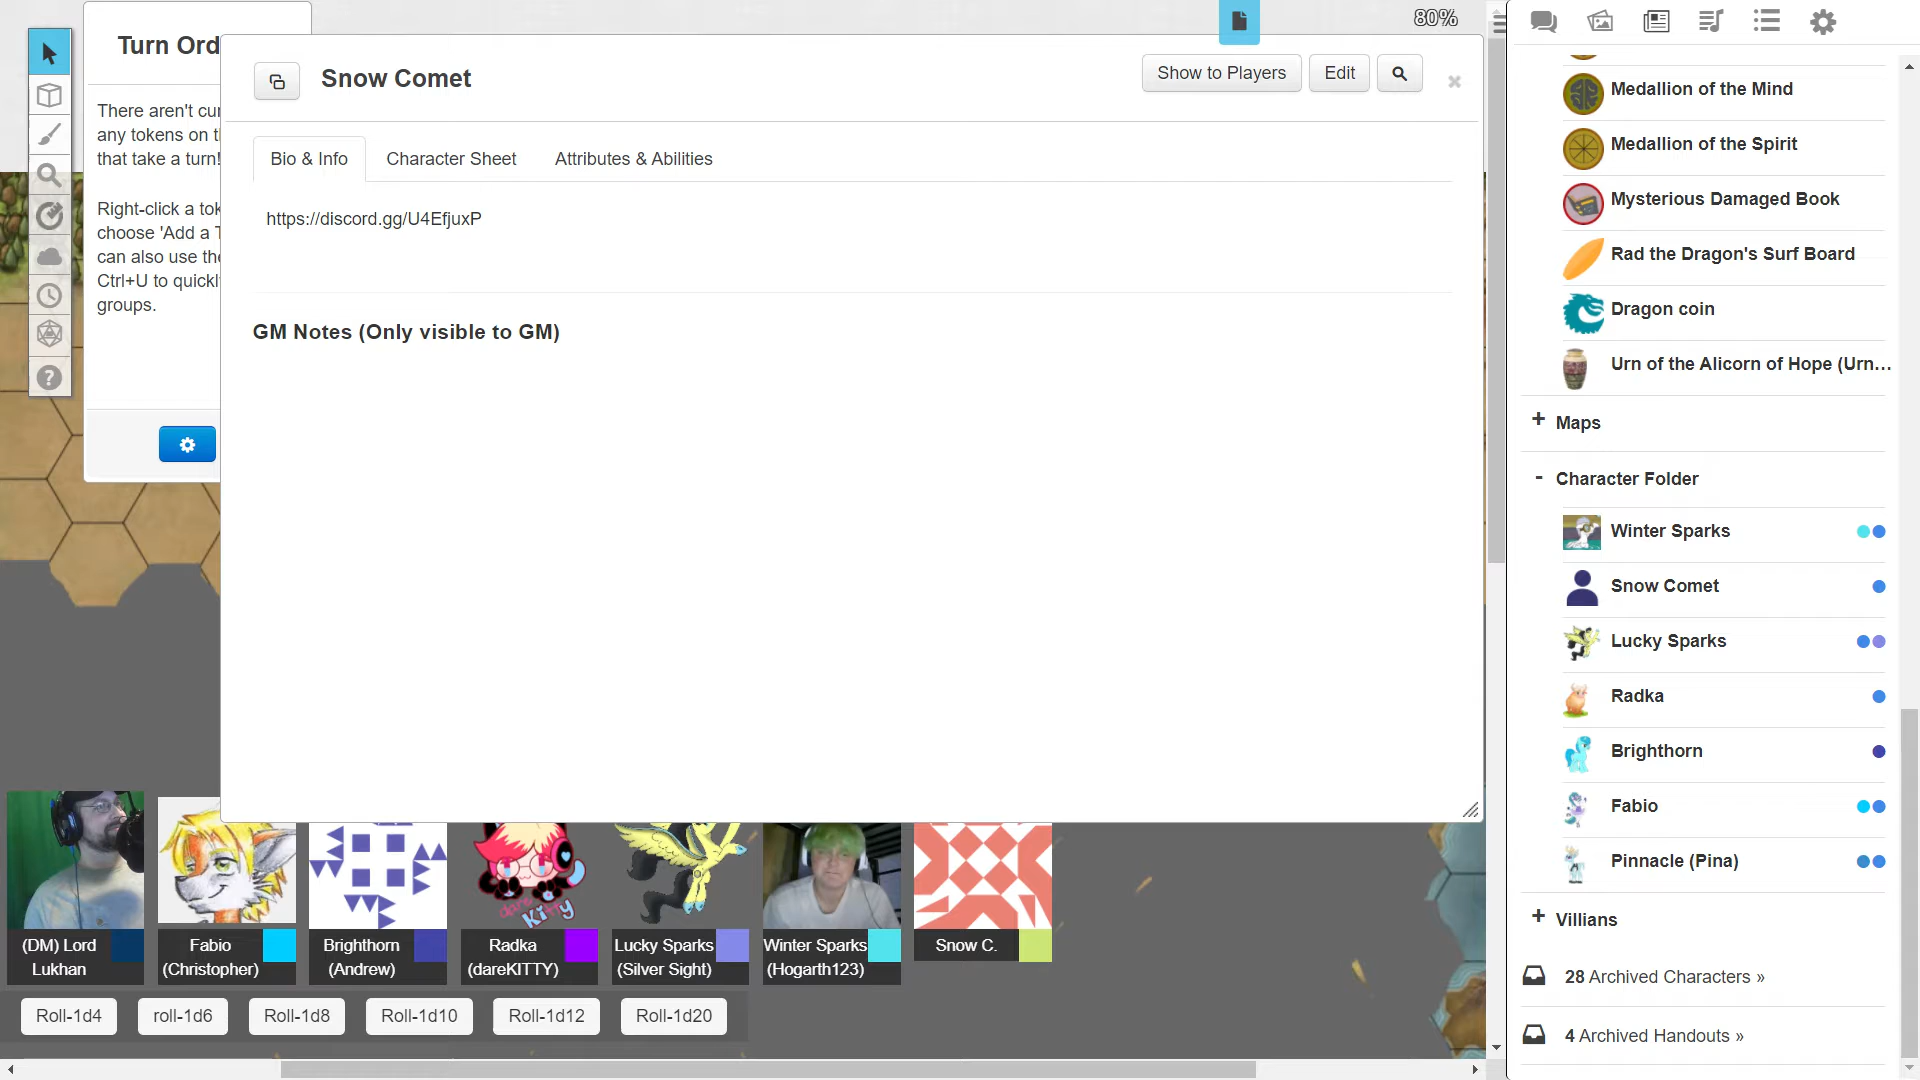 80%
Turn Ord
There aren't cu
any tokens on t
that take a turn!
Right-click a tok
choose 'Add a T
can also use the
Ctrl+U to quickl
groups.
Snow Comet
Show to Players
Edit
Bio & Info
Character Sheet
Attributes & Abilities
https://discord.gg/U4EfjuxP
GM Notes (Only visible to GM)
Medallion of the Mind
Medallion of the Spirit
Mysterious Damaged Book
Rad the Dragon's Surf Board
Dragon coin
Urn of the Alicorn of Hope (Urn...
+ Maps
- Character Folder
Winter Sparks
Snow Comet
Lucky Sparks
Radka
Brighthorn
Fabio
Pinnacle (Pina)
+ Villians
28 Archived Characters »
4 Archived Handouts »
dare
Kitty
(DM) Lord
Lukhan
Fabio
(Christopher)
Brighthorn
(Andrew)
Radka
(dareKITTY)
Lucky Sparks
(Silver Sight)
Winter Sparks
(Hogarth123)
Snow C.
Roll-1d4
roll-1d6
Roll-1d8
Roll-1d10
Roll-1d12
Roll-1d20